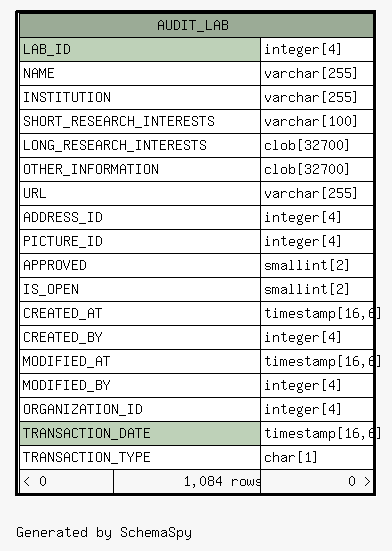 AUDIT_LAB
LAB_ID integer[4]
NAME varchar[255]
INSTITUTION varchar[255]
SHORT_RESEARCH_INTERESTS varchar[100]
LONG_RESEARCH_INTERESTS clob[32700]
OTHER_INFORMATION clob[32700]
URL varchar[255]
ADDRESS_ID integer[4]
PICTURE_ID integer[4]
APPROVED smallint[2]
IS_OPEN smallint[2]
CREATED_AT timestamp[16,6]
CREATED_BY integer[4]
MODIFIED_AT timestamp[16,6]
MODIFIED_BY integer[4]
ORGANIZATION_ID integer[4]
TRANSACTION_DATE timestamp[16,6]
TRANSACTION_TYPE char[1]
< 0 1,084 rows 0 >
Generated by SchemaSpy